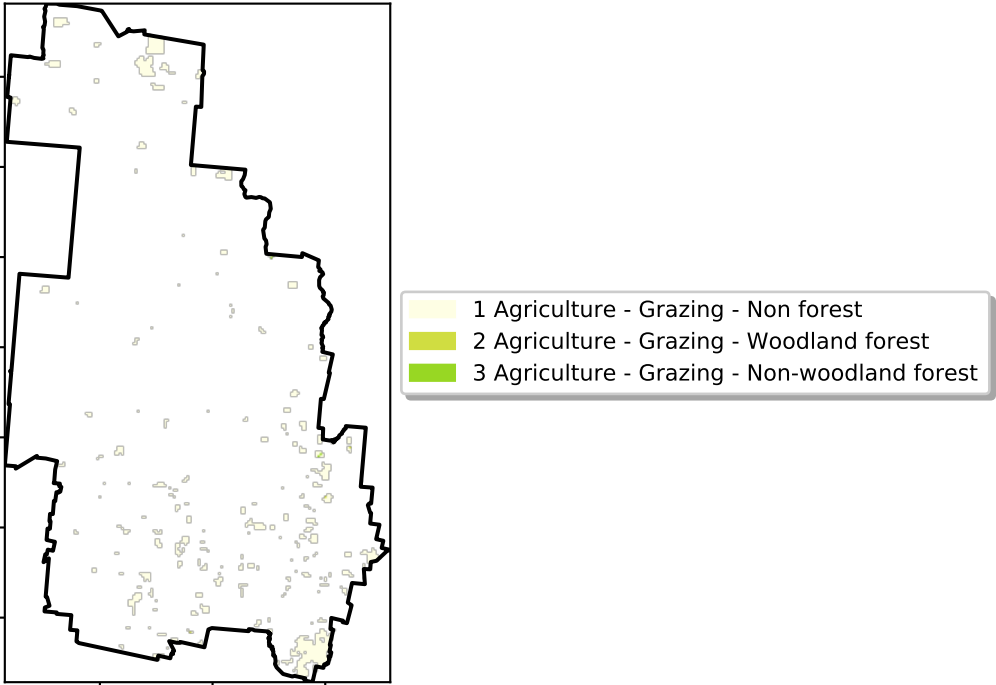 1 Agriculture - Grazing - Non forest
2 Agriculture - Grazing - Woodland forest
3 Agriculture - Grazing - Non-woodland forest